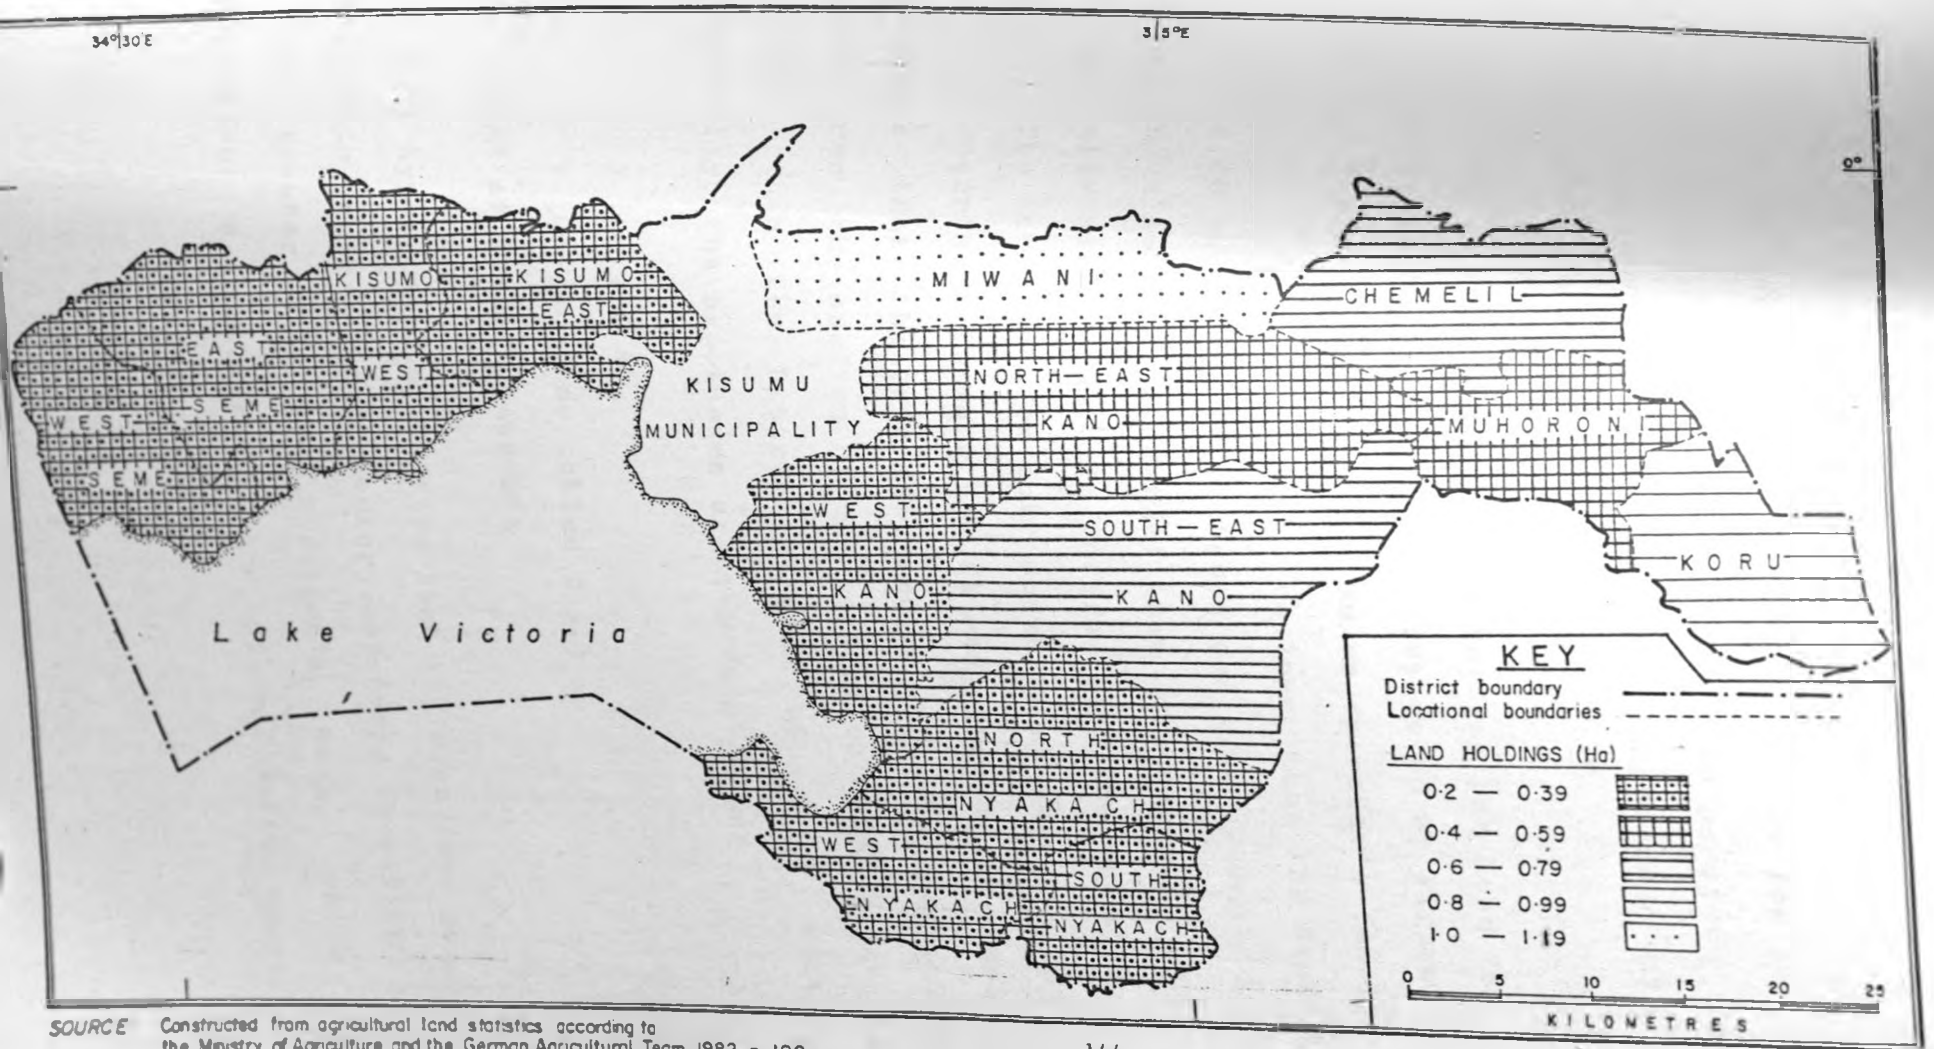 34°30'E
35°E
0°
KISUMO
WEST
KISUMO
EAST
EAST
SEME
WEST
SEME
MIWANI
CHEMELIL
KISUMU
MUNICIPALITY
NORTH-EAST
KANO
MUHORONI
WEST
KANO
SOUTH-EAST
KANO
KORU
Lake Victoria
NORTH
NYAKACH
WEST
NYAKACH
SOUTH
NYAKACH
KEY
District boundary
Locational boundaries
LAND HOLDINGS (Ha)
0·2 — 0·39
0·4 — 0·59
0·6 — 0·79
0·8 — 0·99
1·0 — 1·19
0 5 10 15 20 25
KILOMETRES
SOURCE Constructed from agricultural land statistics according to
the Ministry of Agriculture and the German Agricultural Team 1982